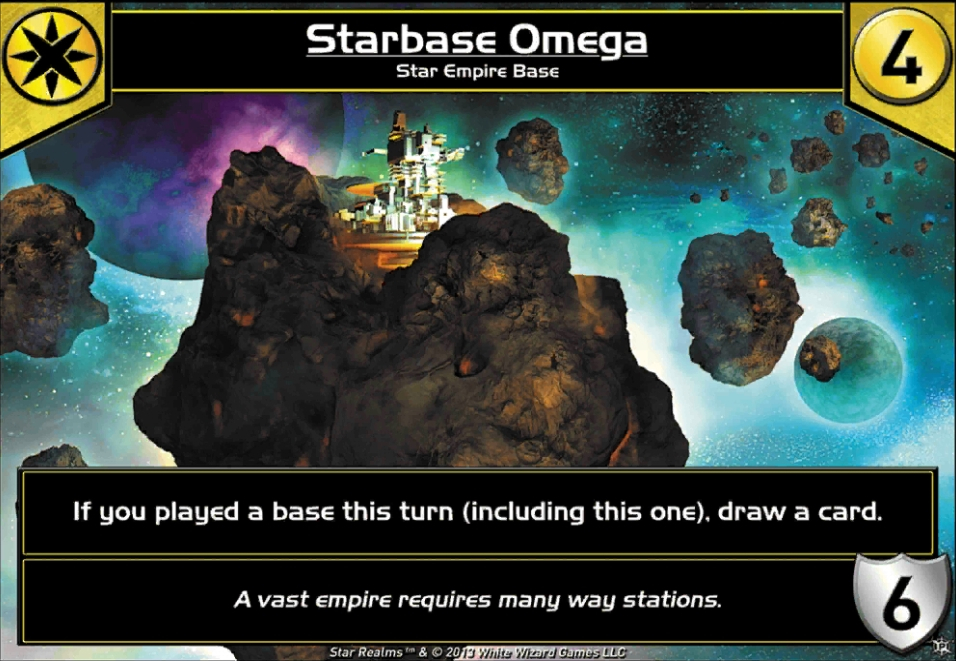 Starbase Omega
4
Star Empire Base
If you played a base this turn (including this one), draw a card.
A vast empire requires many way stations.
6
Star Realms™ & © 2013 White Wizard Games LLC